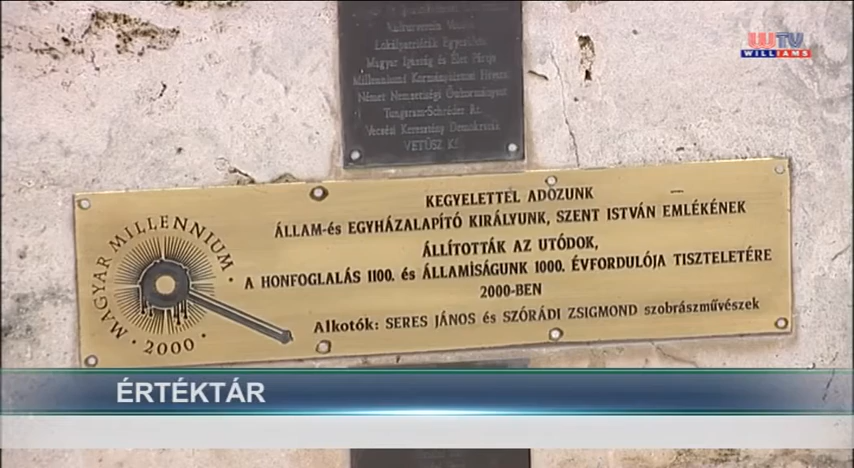 WTV
WILLIAMS
Lokálpatrióták Egyesülete
Magyar Igazság és Élet Pártja
Millenniumi Kormánybiztos Hivatal
Német Nemzetiségi Önkormányzat
Tungsram-Schréder Rt.
Vecsési Keresztény Demokraták
VETÜSZ Kf.
KEGYELETTEL ADÓZUNK
ÁLLAM-és EGYHÁZALAPÍTÓ KIRÁLYUNK, SZENT ISTVÁN EMLÉKÉNEK
ÁLLÍTOTTÁK AZ UTÓDOK,
A HONFOGLALÁS 1100. és ÁLLAMISÁGUNK 1000. ÉVFORDULÓJA TISZTELETÉRE
2000-BEN
Alkotók: SERES JÁNOS és SZÓRÁDI ZSIGMOND szobrászművészek
MAGYAR MILLENNIUM • 2000 •
ÉRTÉKTÁR